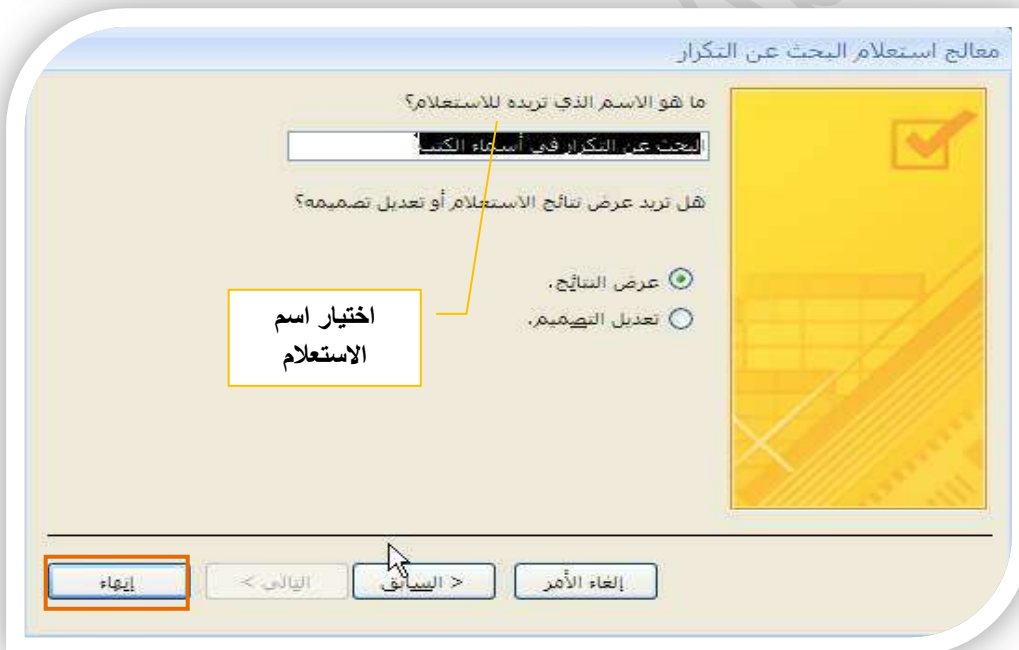 معالج استعلام البحث عن التكرار
ما هو الاسم الذي تريده للاستعلام؟
البحث عن التكرار في أسماء الكتب
هل تريد عرض نتائج الاستعلام أو تعديل تصميمه؟
عرض النتائج.
تعديل التصميم.
اختيار اسم
الاستعلام
إلغاء الأمر
< السابق
التالي >
إنهاء